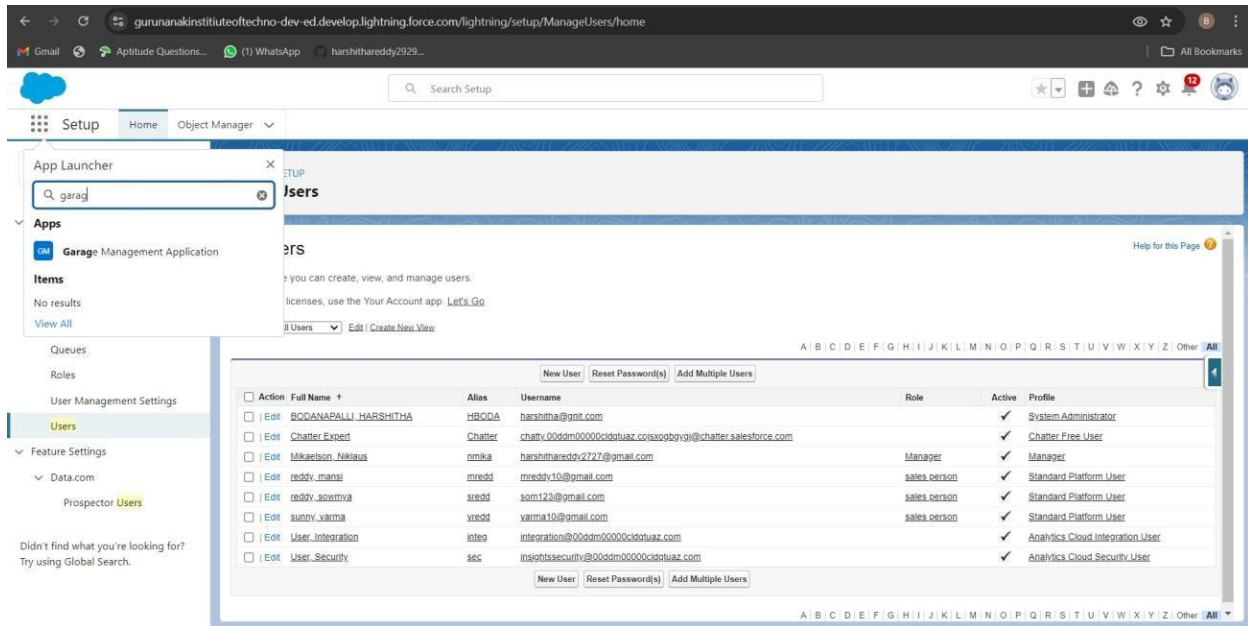 gurunanakinstitiuteoftechno-dev-ed.develop.lightning.force.com/lightning/setup/ManageUsers/home B
Gmail Aptitude Questions... (1) WhatsApp harshithareddy2929... All Bookmarks
Search Setup 12
Setup Home Object Manager
App Launcher
garag
SETUP
Users
Apps
GM Garage Management Application
Items
No results
View All
ers
Help for this Page
you can create, view, and manage users.
licenses, use the Your Account app. Let's Go
ll Users Edit | Create New View
A | B | C | D | E | F | G | H | I | J | K | L | M | N | O | P | Q | R | S | T | U | V | W | X | Y | Z | Other All
Queues
Roles
User Management Settings
Users
Feature Settings
Data.com
Prospector Users
Didn't find what you're looking for?
Try using Global Search.
New User Reset Password(s) Add Multiple Users
Action Full Name ↑ Alias Username Role Active Profile
| Edit BODANAPALLI, HARSHITHA HBODA harshitha@gnit.com System Administrator
| Edit Chatter Expert Chatter chatty.00ddm00000cldqtuaz.cojsxogbgygj@chatter.salesforce.com Chatter Free User
| Edit Mikaelson, Niklaus nmika harshithareddy2727@gmail.com Manager Manager
| Edit reddy, mansi mredd mreddy10@gmail.com sales person Standard Platform User
| Edit reddy, sowmya sredd som123@gmail.com sales person Standard Platform User
| Edit sunny, varma vredd varma10@gmail.com sales person Standard Platform User
| Edit User, Integration integ integration@00ddm00000cldqtuaz.com Analytics Cloud Integration User
| Edit User, Security sec insightssecurity@00ddm00000cldqtuaz.com Analytics Cloud Security User
New User Reset Password(s) Add Multiple Users
A | B | C | D | E | F | G | H | I | J | K | L | M | N | O | P | Q | R | S | T | U | V | W | X | Y | Z | Other All